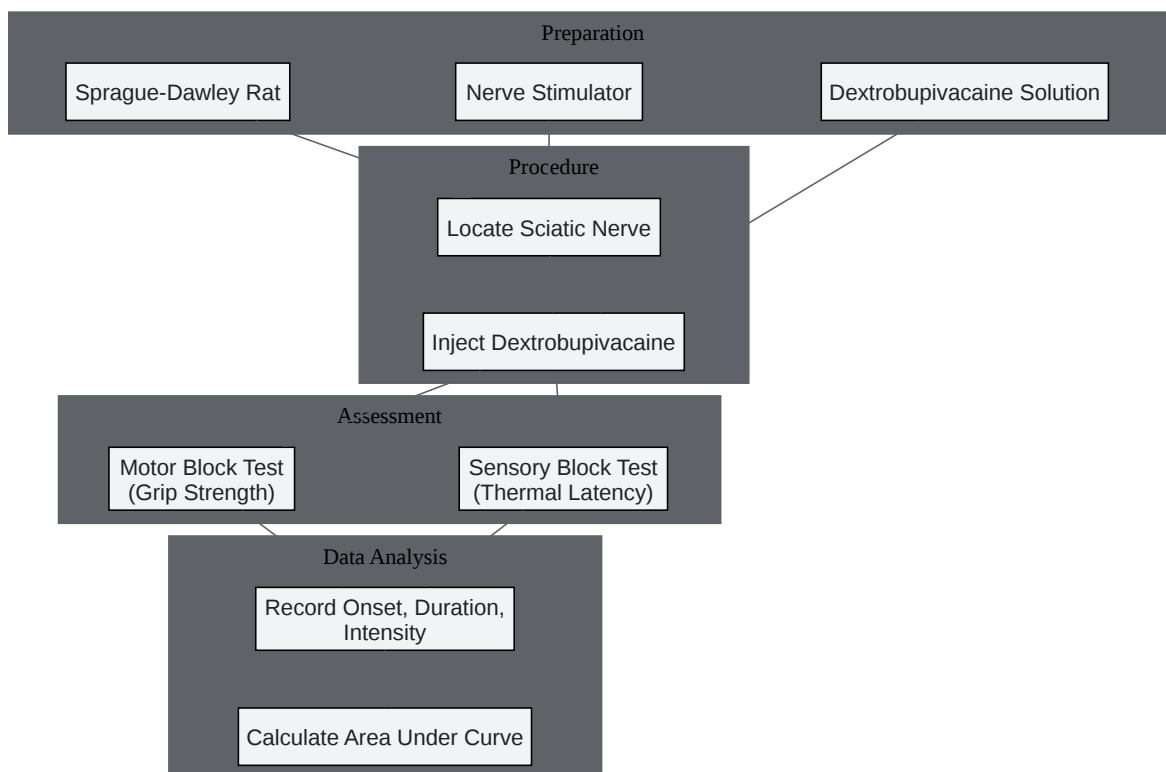 Preparation
Sprague-Dawley Rat
Nerve Stimulator
Dextrobupivacaine Solution
Procedure
Locate Sciatic Nerve
Inject Dextrobupivacaine
Assessment
Motor Block Test
(Grip Strength)
Sensory Block Test
(Thermal Latency)
Data Analysis
Record Onset, Duration,
Intensity
Calculate Area Under Curve